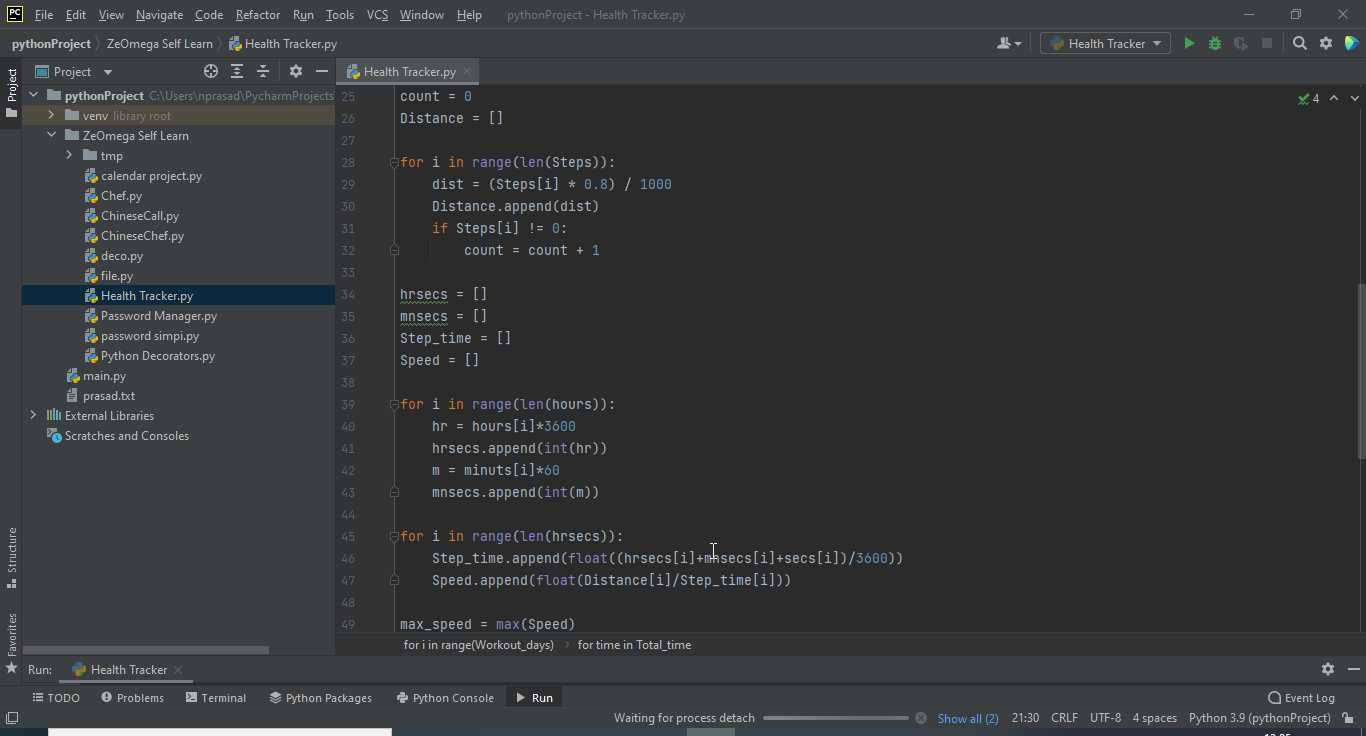 PC File Edit View Navigate Code Refactor Run Tools VCS Window Help pythonProject - Health Tracker.py
pythonProject ZeOmega Self Learn Health Tracker.py Health Tracker
Project Project Health Tracker.py
pythonProject C:\Users\nprasad\PycharmProjects
venv library root
ZeOmega Self Learn
tmp
calendar project.py
Chef.py
ChineseCall.py
ChineseChef.py
deco.py
file.py
Health Tracker.py
Password Manager.py
password simpi.py
Python Decorators.py
main.py
prasad.txt
External Libraries
Scratches and Consoles
Structure
Favorites
4
25 count = 0
26 Distance = []
27
28 for i in range(len(Steps)):
29 dist = (Steps[i] * 0.8) / 1000
30 Distance.append(dist)
31 if Steps[i] != 0:
32 count = count + 1
33
34 hrsecs = []
35 mnsecs = []
36 Step_time = []
37 Speed = []
38
39 for i in range(len(hours)):
40 hr = hours[i]*3600
41 hrsecs.append(int(hr))
42 m = minuts[i]*60
43 mnsecs.append(int(m))
44
45 for i in range(len(hrsecs)):
46 Step_time.append(float((hrsecs[i]+mnsecs[i]+secs[i])/3600))
47 Speed.append(float(Distance[i]/Step_time[i]))
48
49 max_speed = max(Speed)
for i in range(Workout_days) for time in Total_time
Run: Health Tracker
TODO Problems Terminal Python Packages Python Console Run Event Log
Waiting for process detach Show all (2) 21:30 CRLF UTF-8 4 spaces Python 3.9 (pythonProject)